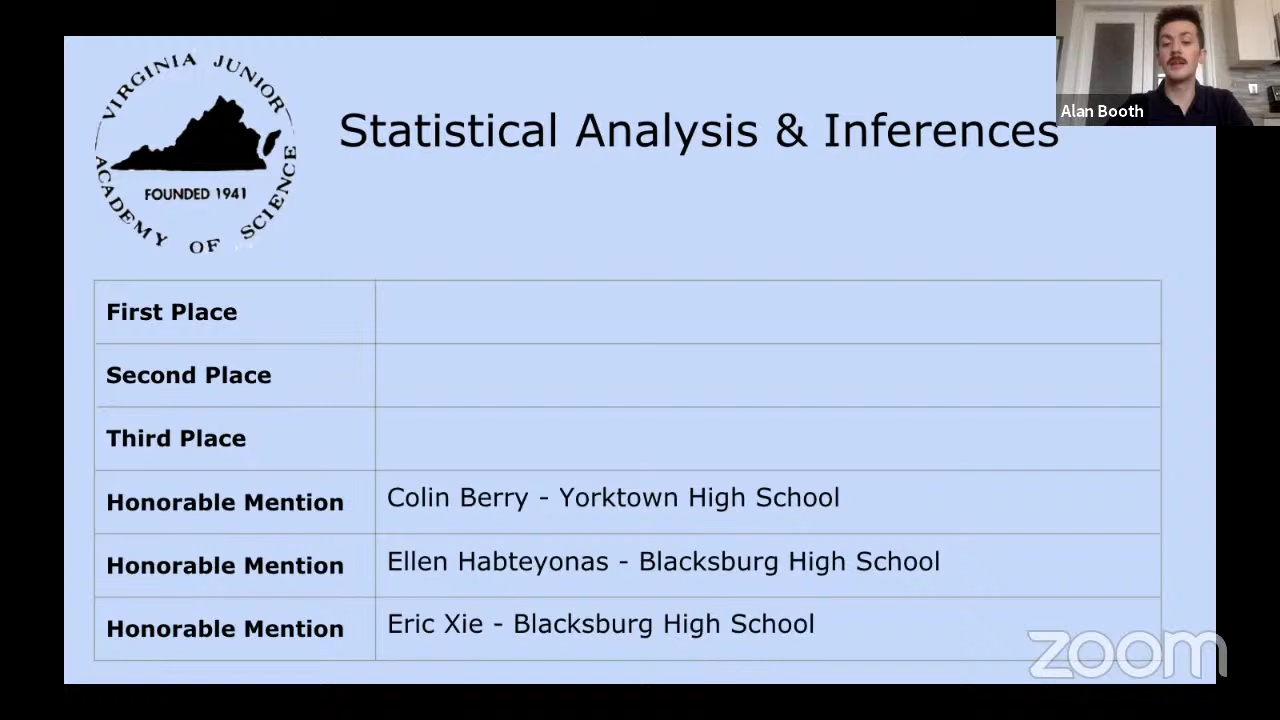 VIRGINIA JUNIOR
ACADEMY OF SCIENCE
FOUNDED 1941
Statistical Analysis & Inferences
Alan Booth
First Place
Second Place
Third Place
Honorable Mention Colin Berry - Yorktown High School
Honorable Mention Ellen Habteyonas - Blacksburg High School
Honorable Mention Eric Xie - Blacksburg High School
zoom